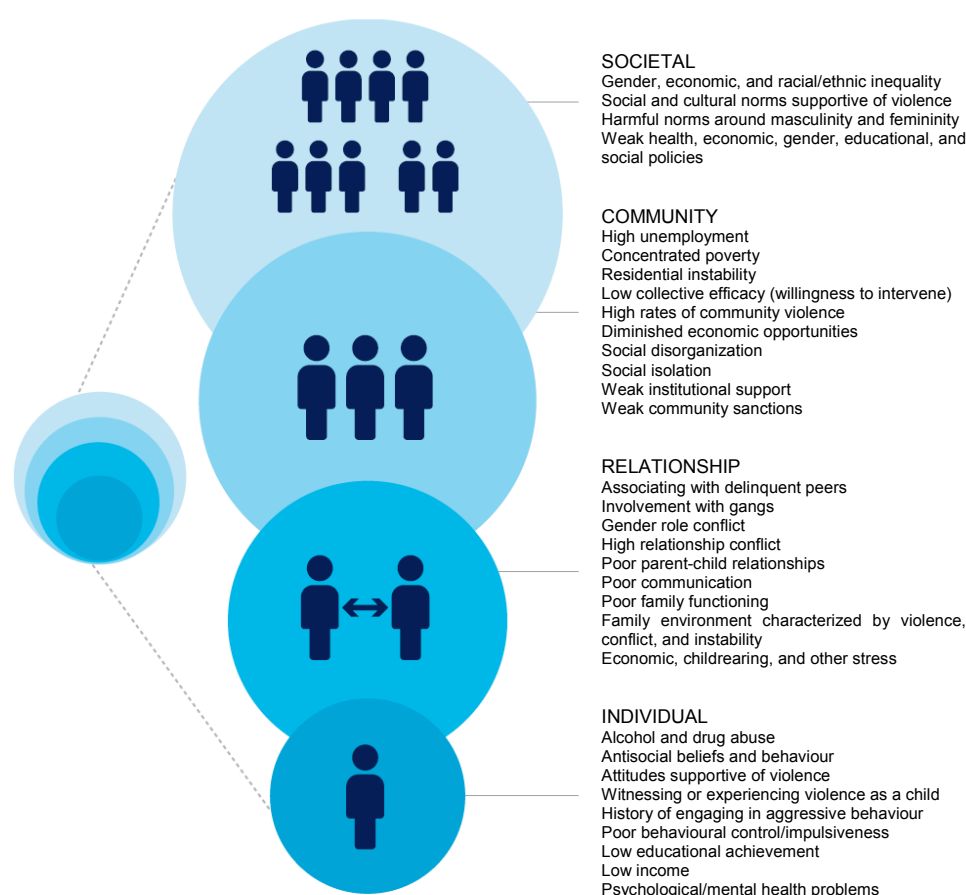 SOCIETAL
Gender, economic, and racial/ethnic inequality
Social and cultural norms supportive of violence
Harmful norms around masculinity and femininity
Weak health, economic, gender, educational, and
social policies
COMMUNITY
High unemployment
Concentrated poverty
Residential instability
Low collective efficacy (willingness to intervene)
High rates of community violence
Diminished economic opportunities
Social disorganization
Social isolation
Weak institutional support
Weak community sanctions
RELATIONSHIP
Associating with delinquent peers
Involvement with gangs
Gender role conflict
High relationship conflict
Poor parent-child relationships
Poor communication
Poor family functioning
Family environment characterized by violence,
conflict, and instability
Economic, childrearing, and other stress
INDIVIDUAL
Alcohol and drug abuse
Antisocial beliefs and behaviour
Attitudes supportive of violence
Witnessing or experiencing violence as a child
History of engaging in aggressive behaviour
Poor behavioural control/impulsiveness
Low educational achievement
Low income
Psychological/mental health problems